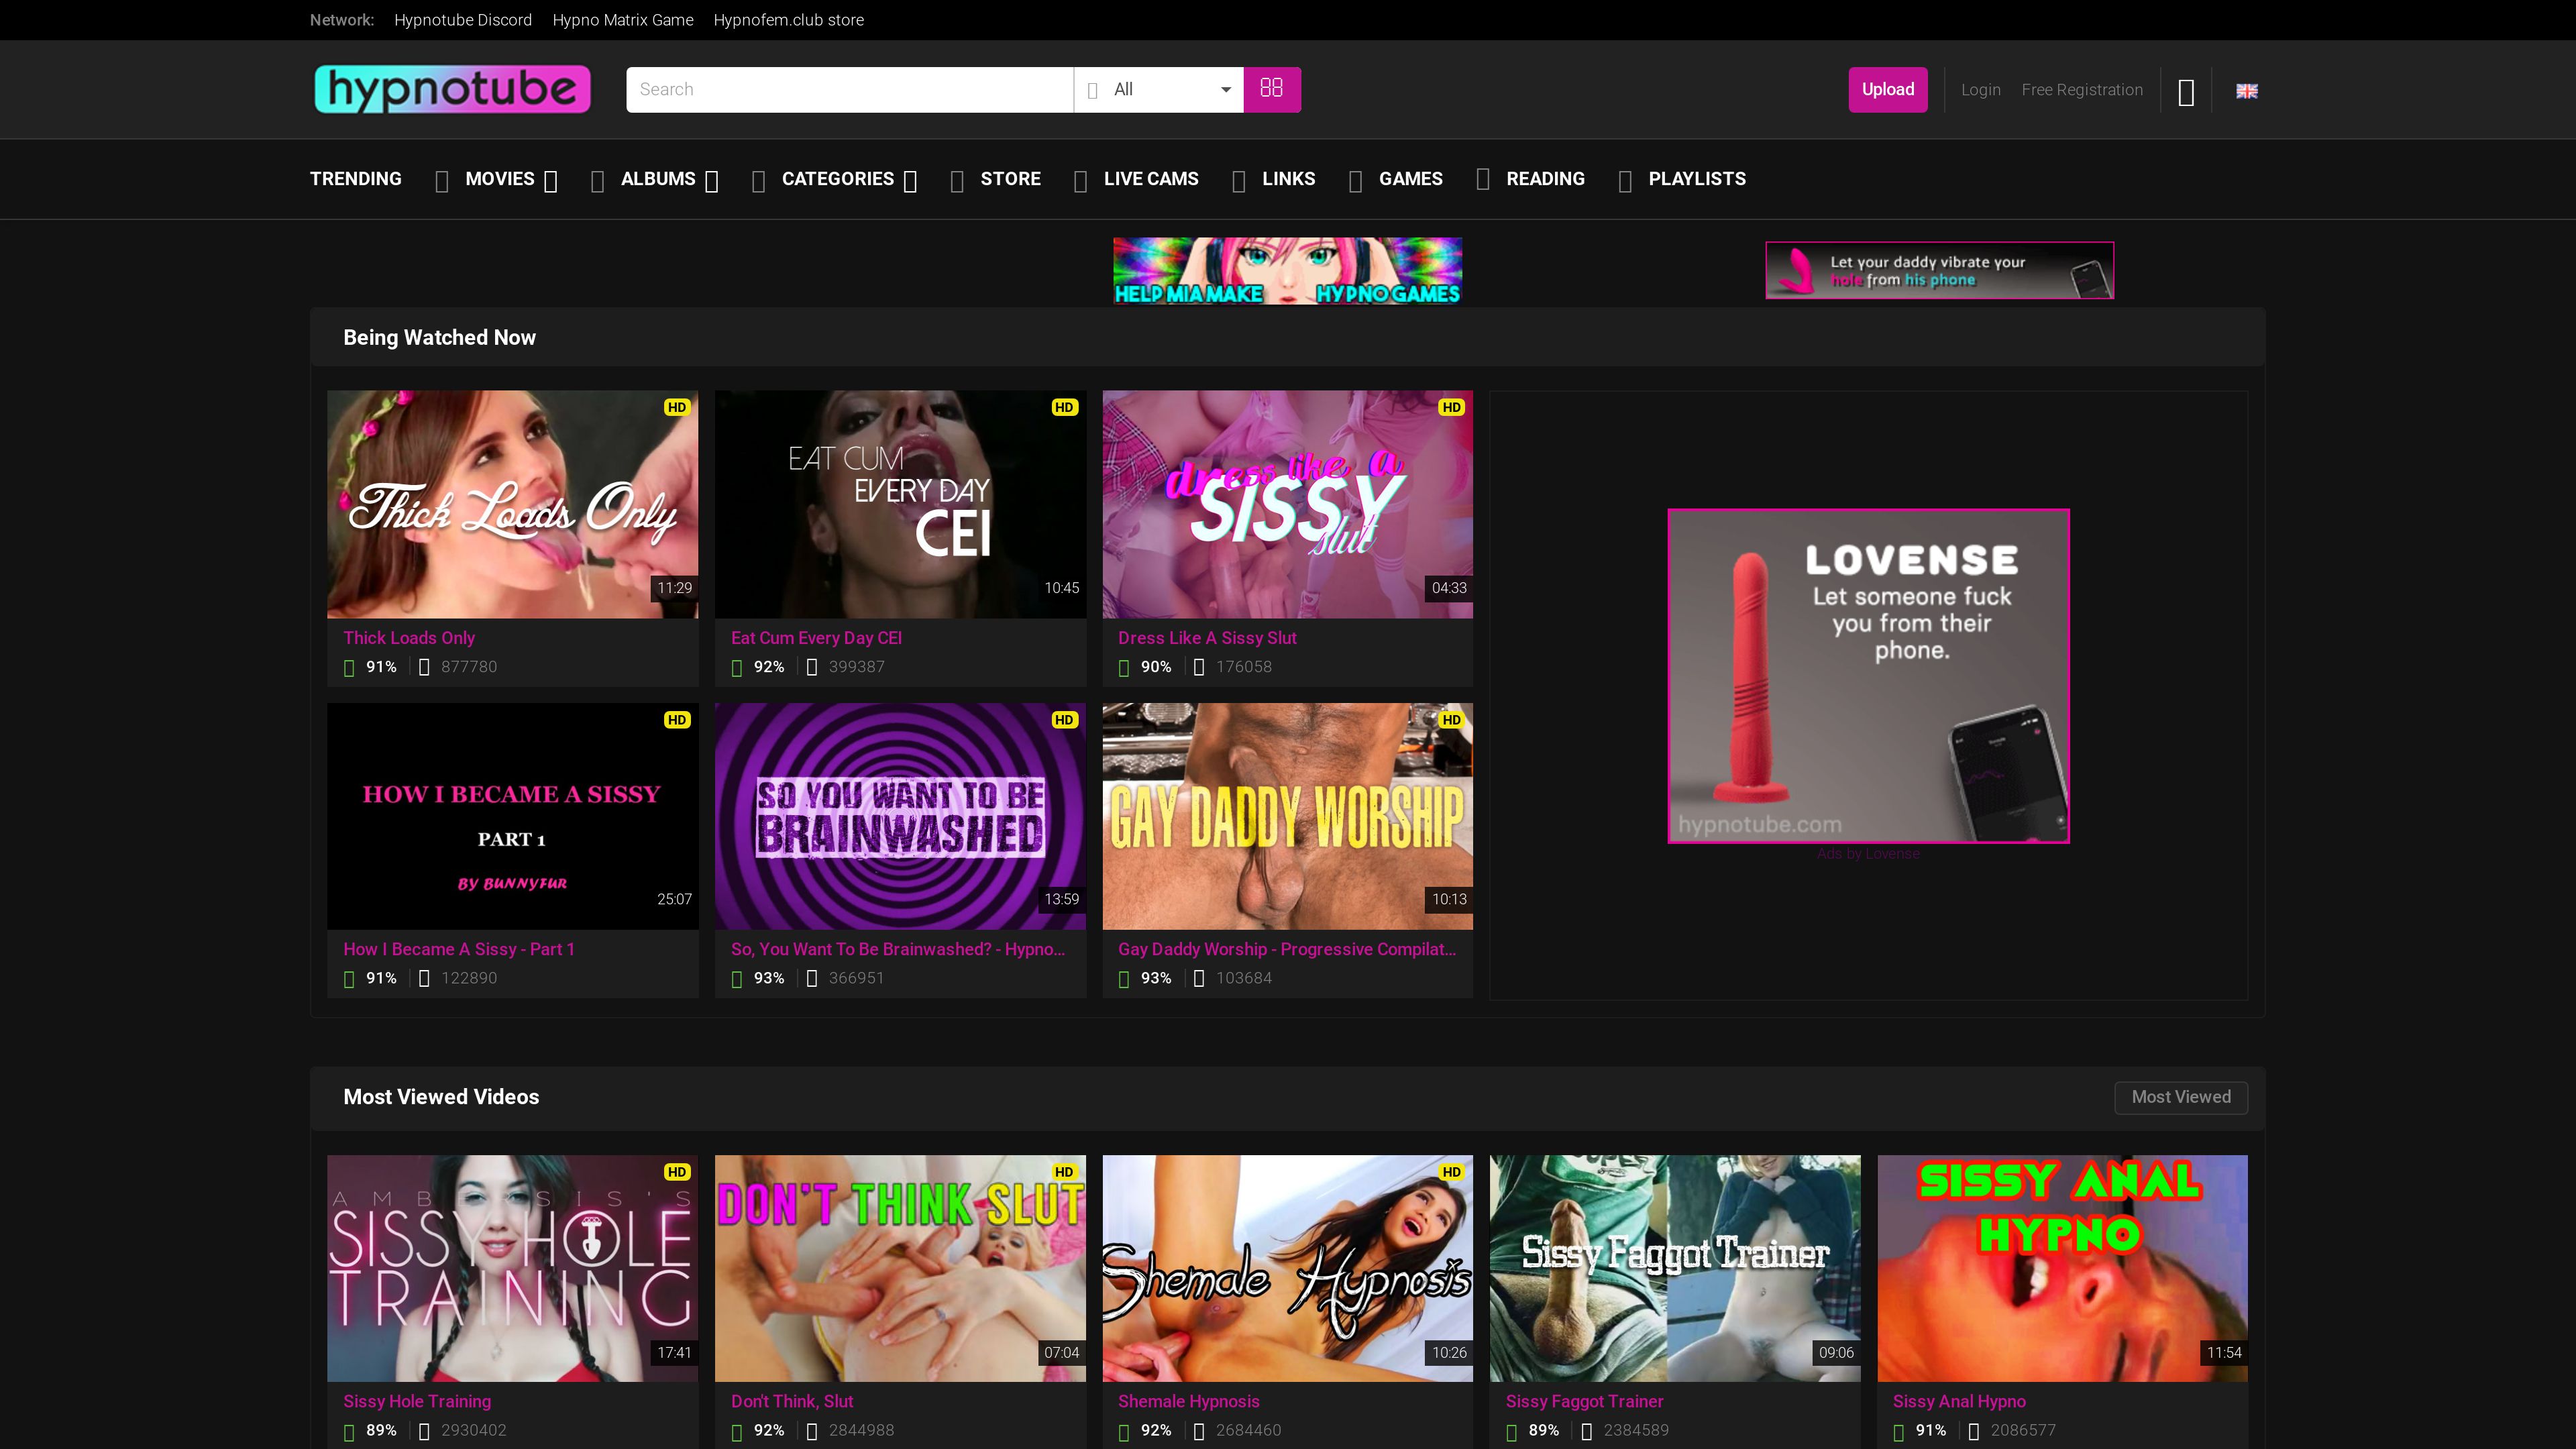 Network: Hypnotube Discord Hypno Matrix Game Hypnofem.club store
hypnotube Search All Upload Login Free Registration
TRENDING MOVIES ALBUMS CATEGORIES STORE LIVE CAMS LINKS GAMES READING PLAYLISTS
HELP MIA MAKE HYPNO GAMES
Let your daddy vibrate your
hole from his phone
Being Watched Now
HD
Thick Loads Only
11:29
Thick Loads Only
91% 877780
HD
EAT CUM
EVERY DAY
CEI
10:45
Eat Cum Every Day CEI
92% 399387
HD
dress like a
SISSY
slut
04:33
Dress Like A Sissy Slut
90% 176058
LOVENSE
Let someone fuck
you from their
phone.
hypnotube.com
Ads by Lovense
HD
HOW I BECAME A SISSY
PART 1
BY BUNNYFUR
25:07
How I Became A Sissy - Part 1
91% 122890
HD
SO YOU WANT TO BE
BRAINWASHED
13:59
So, You Want To Be Brainwashed? - Hypno...
93% 366951
HD
GAY DADDY WORSHIP
10:13
Gay Daddy Worship - Progressive Compilat...
93% 103684
Most Viewed Videos Most Viewed
HD
SISSY HOLE
TRAINING
17:41
Sissy Hole Training
89% 2930402
HD
DON'T THINK SLUT
07:04
Don't Think, Slut
92% 2844988
HD
Shemale Hypnosis
10:26
Shemale Hypnosis
92% 2684460
Sissy Faggot Trainer
09:06
Sissy Faggot Trainer
89% 2384589
SISSY ANAL
HYPNO
11:54
Sissy Anal Hypno
91% 2086577